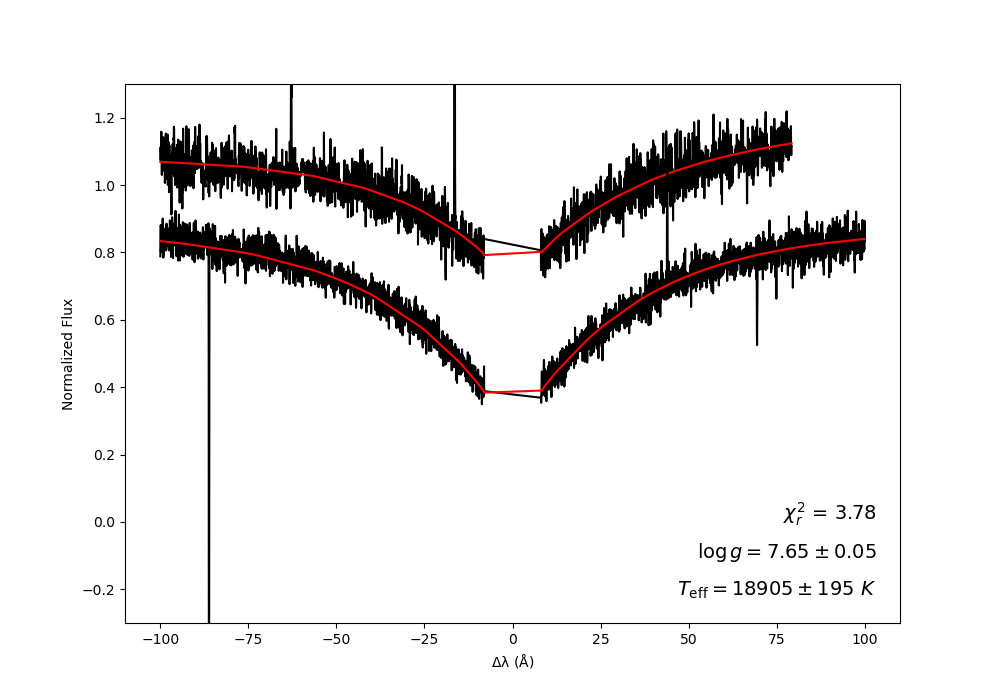 1.2
1.0
0.8
0.6
0.4
0.2
0.0
−0.2
Normalized Flux
χ²ᵣ = 3.78
log g = 7.65 ± 0.05
T_eff = 18905 ± 195 K
−100 −75 −50 −25 0 25 50 75 100
Δλ (Å)